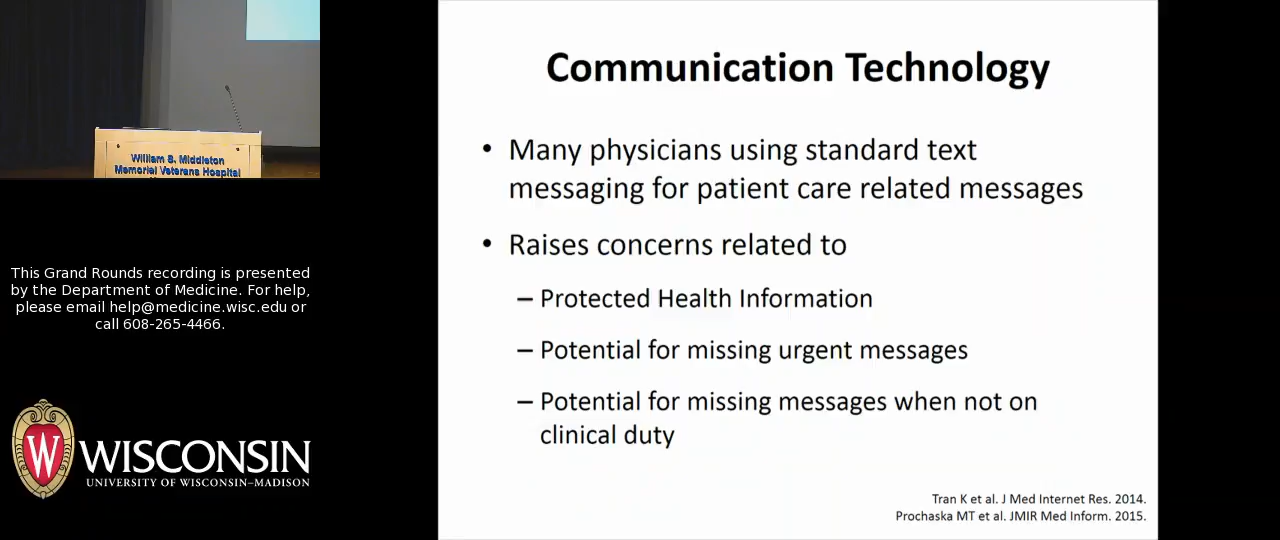 William S. Middleton
Memorial Veterans Hospital
This Grand Rounds recording is presented
by the Department of Medicine. For help,
please email help@medicine.wisc.edu or
call 608-265-4466.
W
WISCONSIN
UNIVERSITY OF WISCONSIN–MADISON
Communication Technology
• Many physicians using standard text
messaging for patient care related messages
• Raises concerns related to
– Protected Health Information
– Potential for missing urgent messages
– Potential for missing messages when not on
clinical duty
Tran K et al. J Med Internet Res. 2014.
Prochaska MT et al. JMIR Med Inform. 2015.